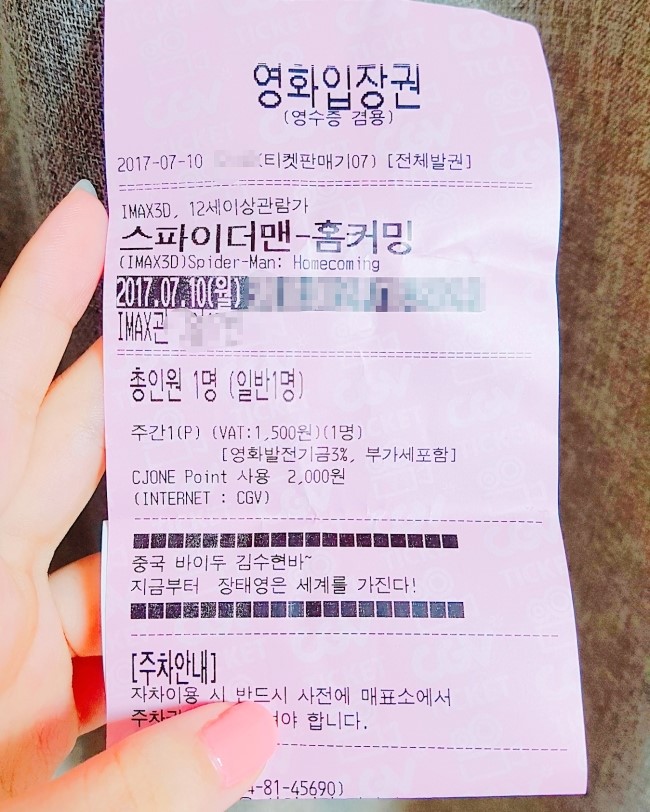 영화입장권
(영수증 겸용)
2017-07-10 (티켓판매기07) [전체발권]
IMAX3D, 12세이상관람가
스파이더맨-홈커밍
(IMAX3D)Spider-Man: Homecoming
2017.07.10(월)
IMAX관
총인원 1명 (일반1명)
주간1(P) (VAT:1,500원)(1명)
[영화발전기금3%, 부가세포함]
CJONE Point 사용 2,000원
(INTERNET : CGV)
중국 바이두 김수현바~
지금부터 장태영은 세계를 가진다!
[주차안내]
자차이용 시 반드시 사전에 매표소에서
합니다.
4-81-45690)